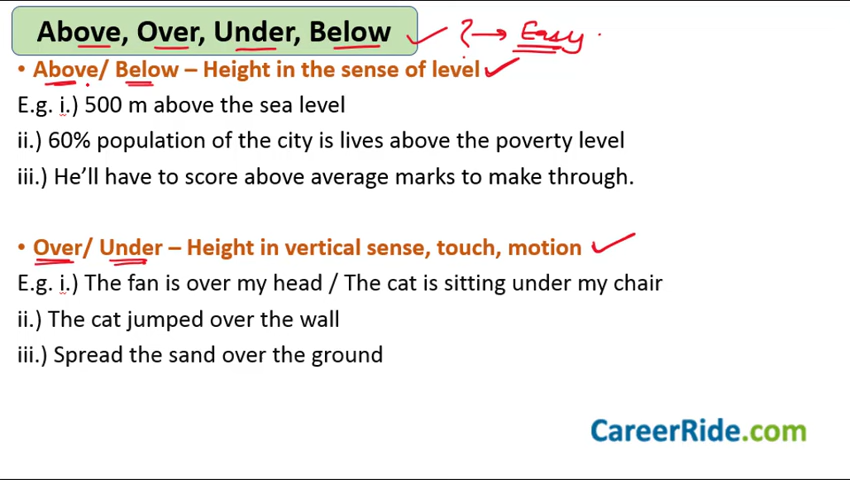 Above, Over, Under, Below ? → Easy
• Above/ Below – Height in the sense of level
E.g. i.) 500 m above the sea level
ii.) 60% population of the city is lives above the poverty level
iii.) He’ll have to score above average marks to make through.
• Over/ Under – Height in vertical sense, touch, motion
E.g. i.) The fan is over my head / The cat is sitting under my chair
ii.) The cat jumped over the wall
iii.) Spread the sand over the ground
CareerRide.com